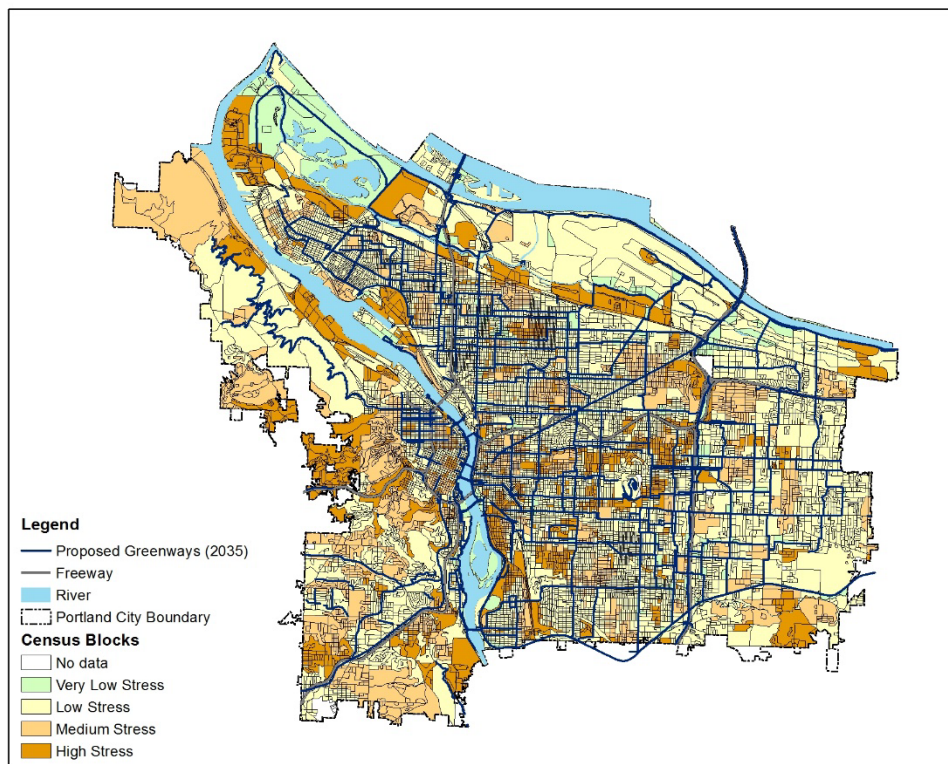 Legend
Proposed Greenways (2035)
Freeway
River
Portland City Boundary
Census Blocks
No data
Very Low Stress
Low Stress
Medium Stress
High Stress